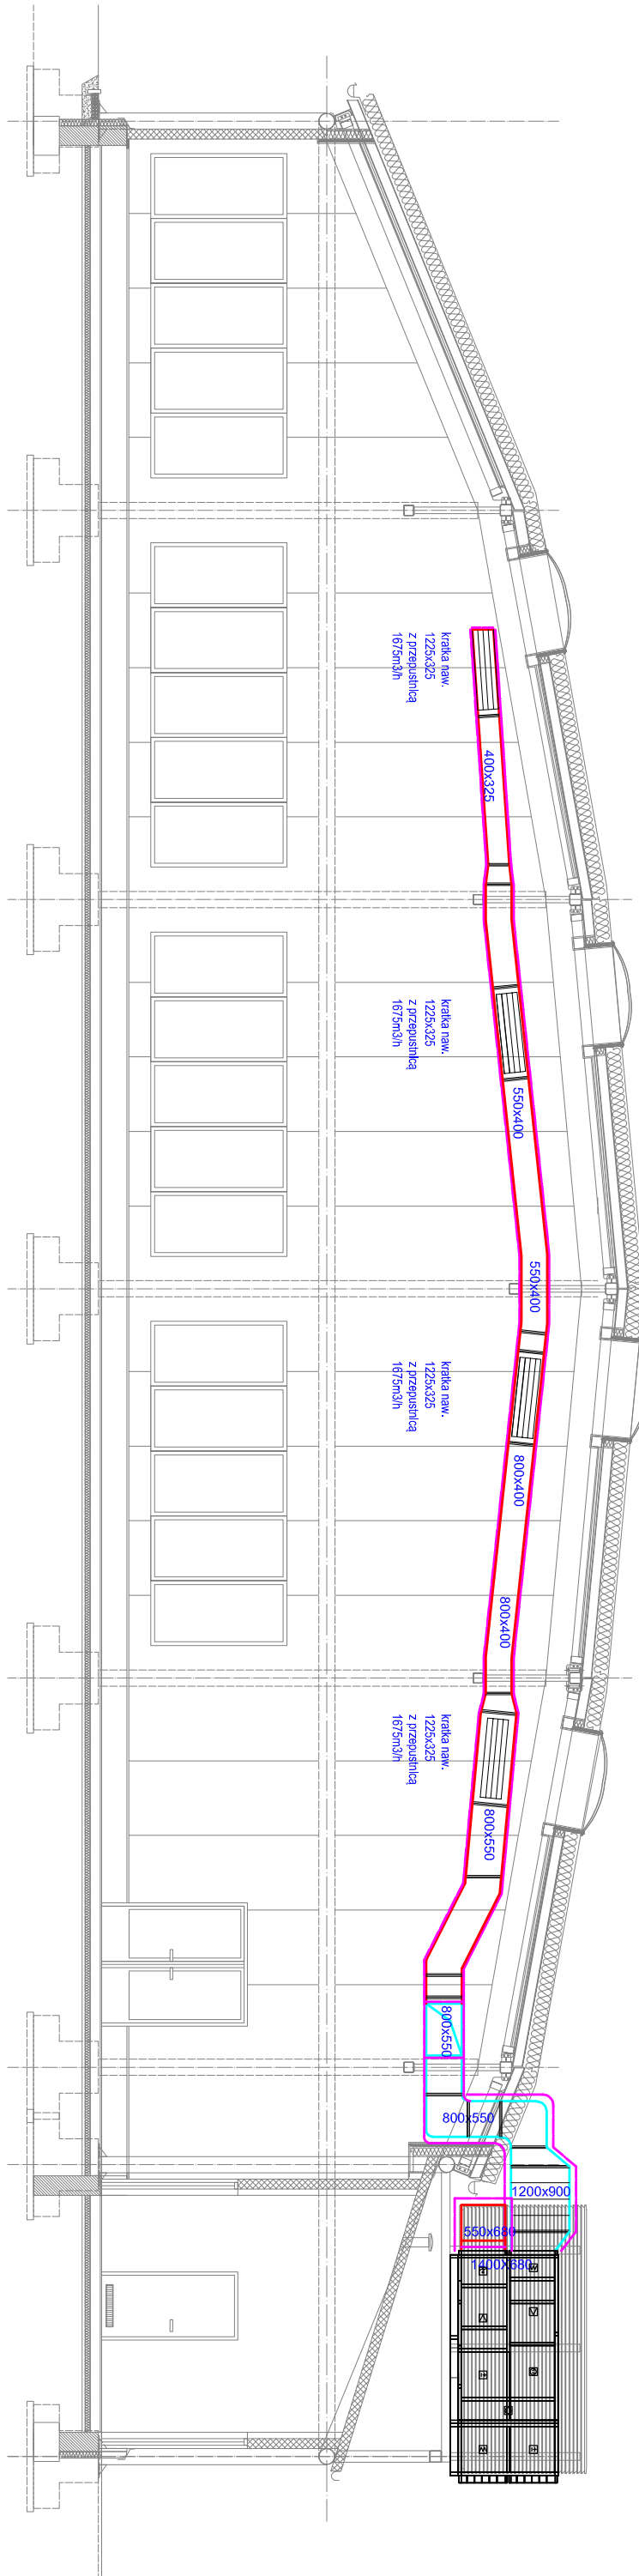 kratka naw.
1225x325
z przepustnicą
1675m3/h
400x325
kratka naw.
1225x325
z przepustnicą
1675m3/h
550x400
550x400
kratka naw.
1225x325
z przepustnicą
1675m3/h
800x400
800x400
kratka naw.
1225x325
z przepustnicą
1675m3/h
800x550
800x550
800x550
1200x900
550x680
1400x680